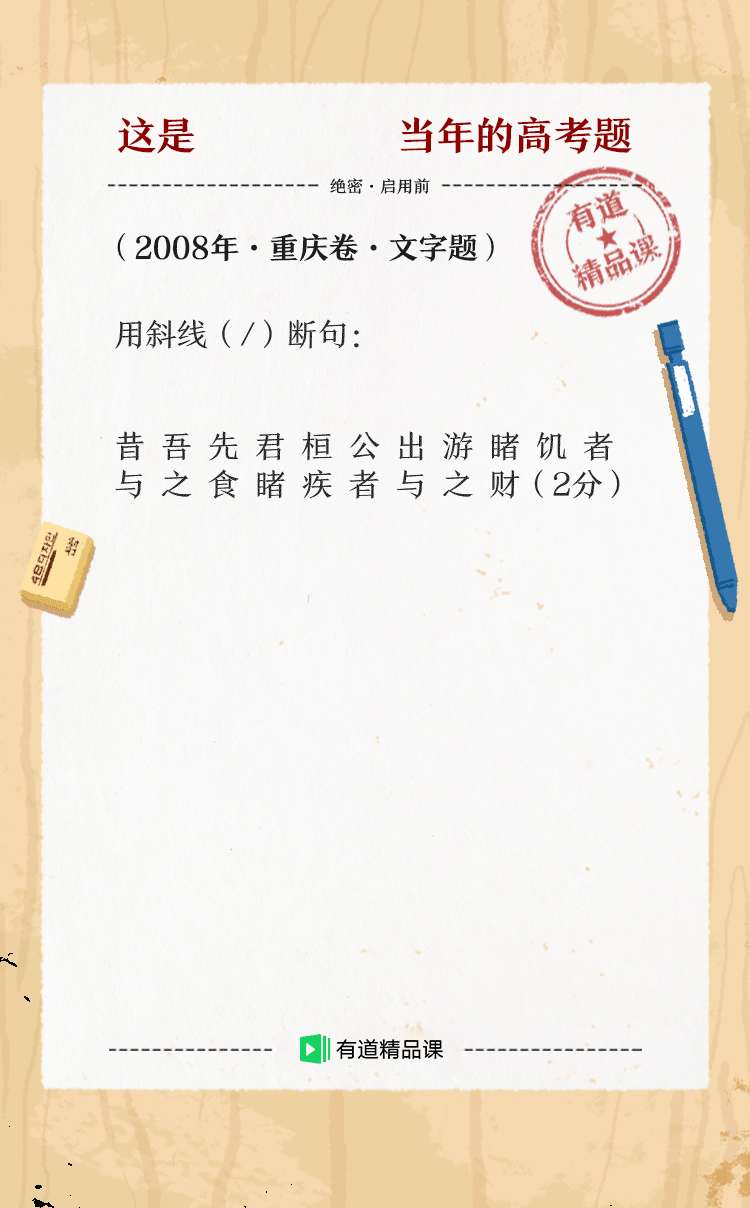 这是 当年的高考题
绝密·启用前
（2008年·重庆卷·文字题）
有道
精品课
用斜线（/）断句：
昔吾先君桓公出游睹饥者
与之食睹疾者与之财（2分）
有道精品课